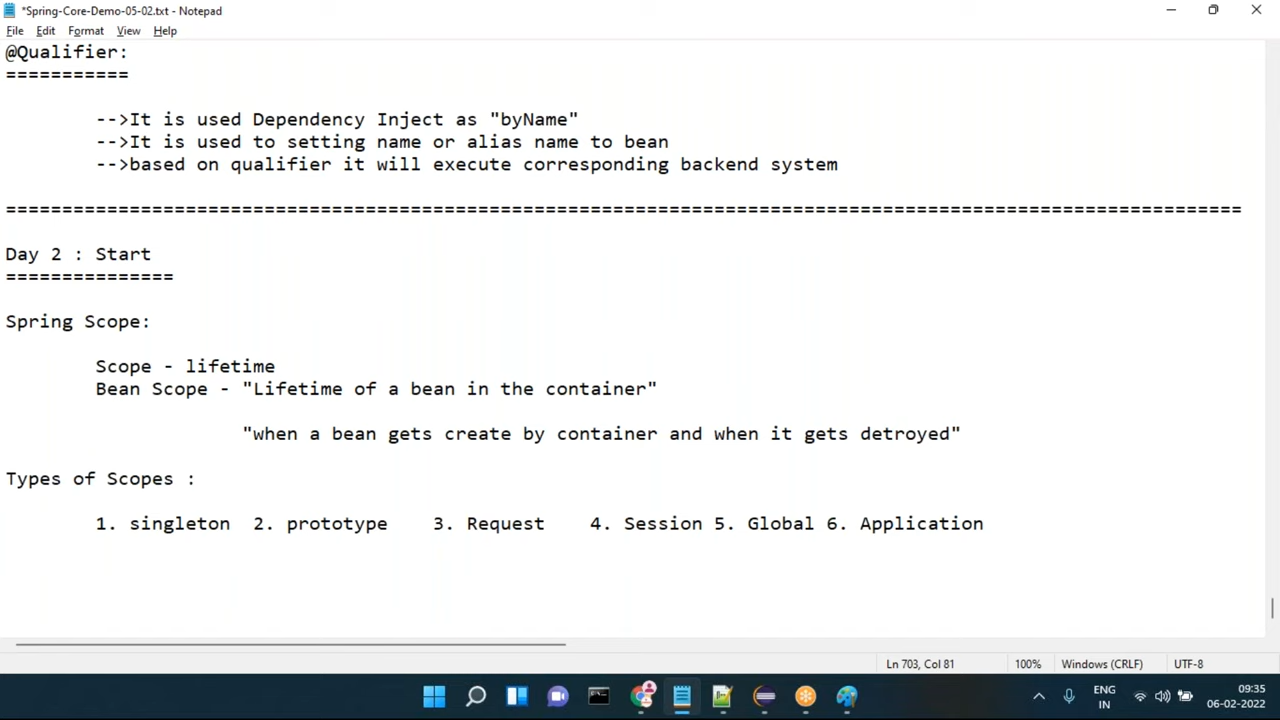 *Spring-Core-Demo-05-02.txt - Notepad
File Edit Format View Help
@Qualifier:
===========
-->It is used Dependency Inject as "byName"
-->It is used to setting name or alias name to bean
-->based on qualifier it will execute corresponding backend system
==============================================================================================================
Day 2 : Start
===============
Spring Scope:
Scope - lifetime
Bean Scope - "Lifetime of a bean in the container"
"when a bean gets create by container and when it gets detroyed"
Types of Scopes :
1. singleton 2. prototype 3. Request 4. Session 5. Global 6. Application
Ln 703, Col 81 100% Windows (CRLF) UTF-8
ENG 09:35
IN 06-02-2022